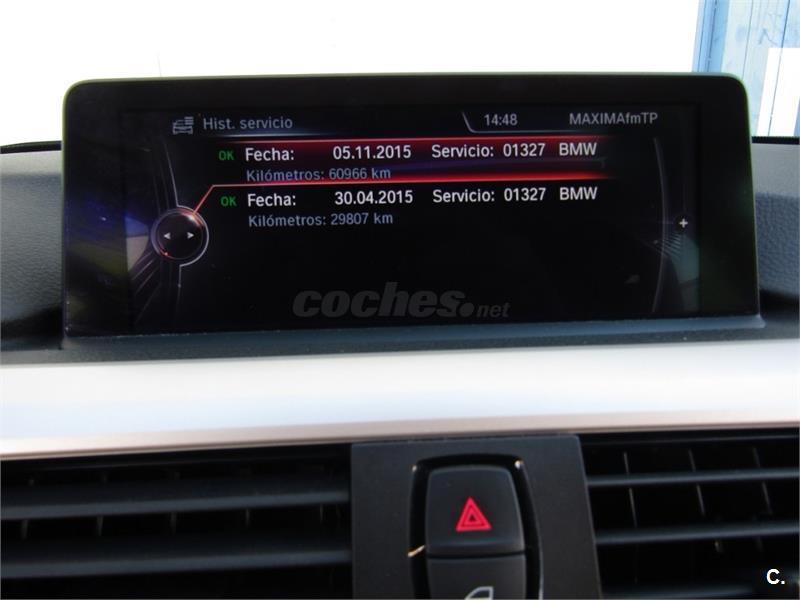 Hist. servicio 14:48 MAXIMAfmTP
OK Fecha: 05.11.2015 Servicio: 01327 BMW
Kilómetros: 60966 km
OK Fecha: 30.04.2015 Servicio: 01327 BMW
Kilómetros: 29807 km
coches.net
C.